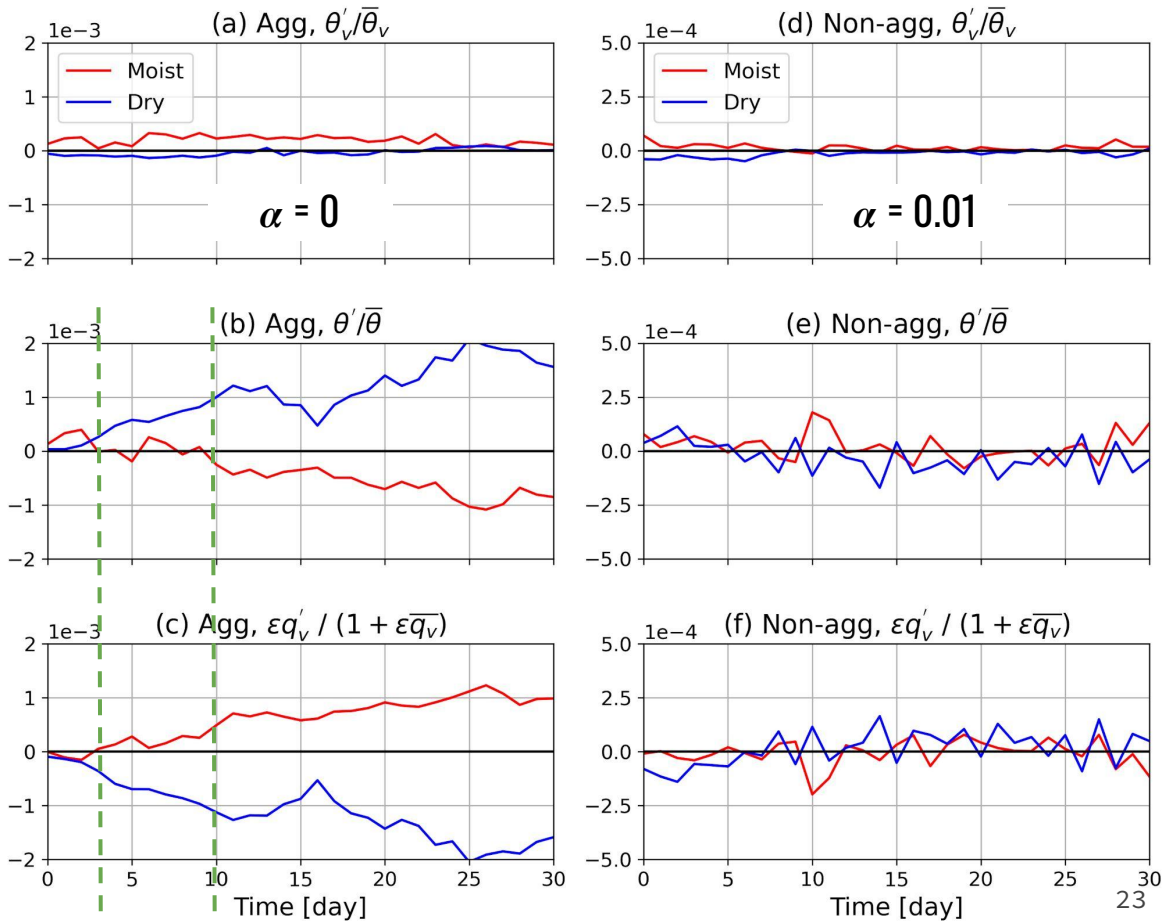 (a) Agg, θ′ᵥ/θ̅ᵥ
1e−3
2
1
0
−1
−2
Moist
Dry
α = 0
(d) Non-agg, θ′ᵥ/θ̅ᵥ
1e−4
5.0
2.5
0.0
−2.5
−5.0
Moist
Dry
α = 0.01
(b) Agg, θ′/θ̅
1e−3
2
1
0
−1
−2
(e) Non-agg, θ′/θ̅
1e−4
5.0
2.5
0.0
−2.5
−5.0
(c) Agg, εq′ᵥ / (1 + εq̅ᵥ)
1e−3
2
1
0
−1
−2
0 5 10 15 20 25 30
Time [day]
(f) Non-agg, εq′ᵥ / (1 + εq̅ᵥ)
1e−4
5.0
2.5
0.0
−2.5
−5.0
0 5 10 15 20 25 30
Time [day]
23